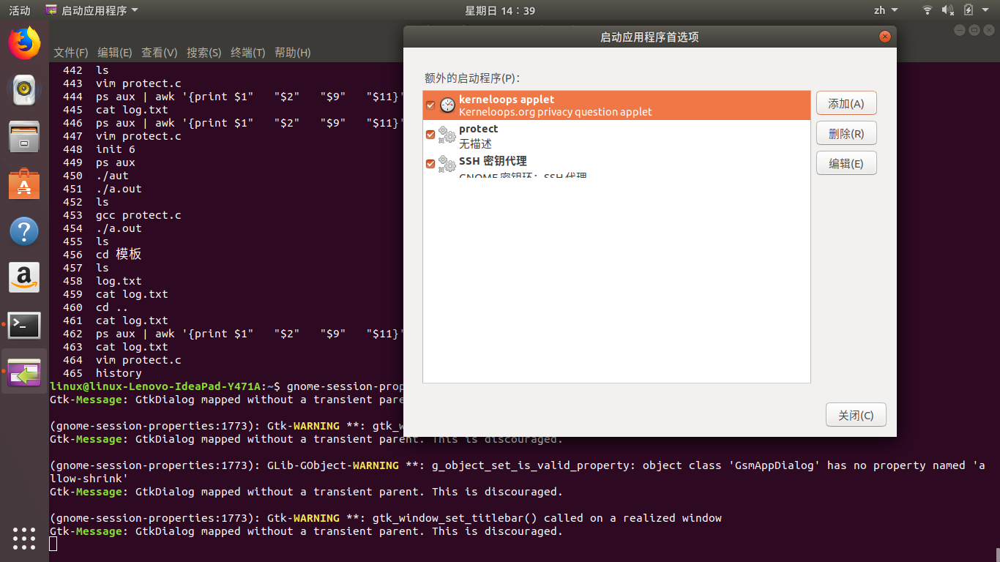 活动 启动应用程序 星期日 14：39 zh
文件(F) 编辑(E) 查看(V) 搜索(S) 终端(T) 帮助(H)
442 ls
443 vim protect.c
444 ps aux | awk '{print $1" "$2" "$9" "$11}'
445 cat log.txt
446 ps aux | awk '{print $1" "$2" "$9" "$11}'
447 vim protect.c
448 init 6
449 ps aux
450 ./aut
451 ./a.out
452 ls
453 gcc protect.c
454 ./a.out
455 ls
456 cd 模板
457 ls
458 log.txt
459 cat log.txt
460 cd ..
461 cat log.txt
462 ps aux | awk '{print $1" "$2" "$9" "$11}'
463 cat log.txt
464 vim protect.c
465 history
linux@linux-Lenovo-IdeaPad-Y471A:~$ gnome-session-prop
Gtk-Message: GtkDialog mapped without a transient pare
(gnome-session-properties:1773): Gtk-WARNING **: gtk_w
Gtk-Message: GtkDialog mapped without a transient parent. This is discouraged.
(gnome-session-properties:1773): GLib-GObject-WARNING **: g_object_set_is_valid_property: object class 'GsmAppDialog' has no property named 'a
llow-shrink'
Gtk-Message: GtkDialog mapped without a transient parent. This is discouraged.
(gnome-session-properties:1773): Gtk-WARNING **: gtk_window_set_titlebar() called on a realized window
Gtk-Message: GtkDialog mapped without a transient parent. This is discouraged.
启动应用程序首选项
额外的启动程序(P)：
kerneloops applet
Kerneloops.org privacy question applet
protect
无描述
SSH 密钥代理
GNOME 密钥环：SSH 代理
添加(A)
删除(R)
编辑(E)
关闭(C)